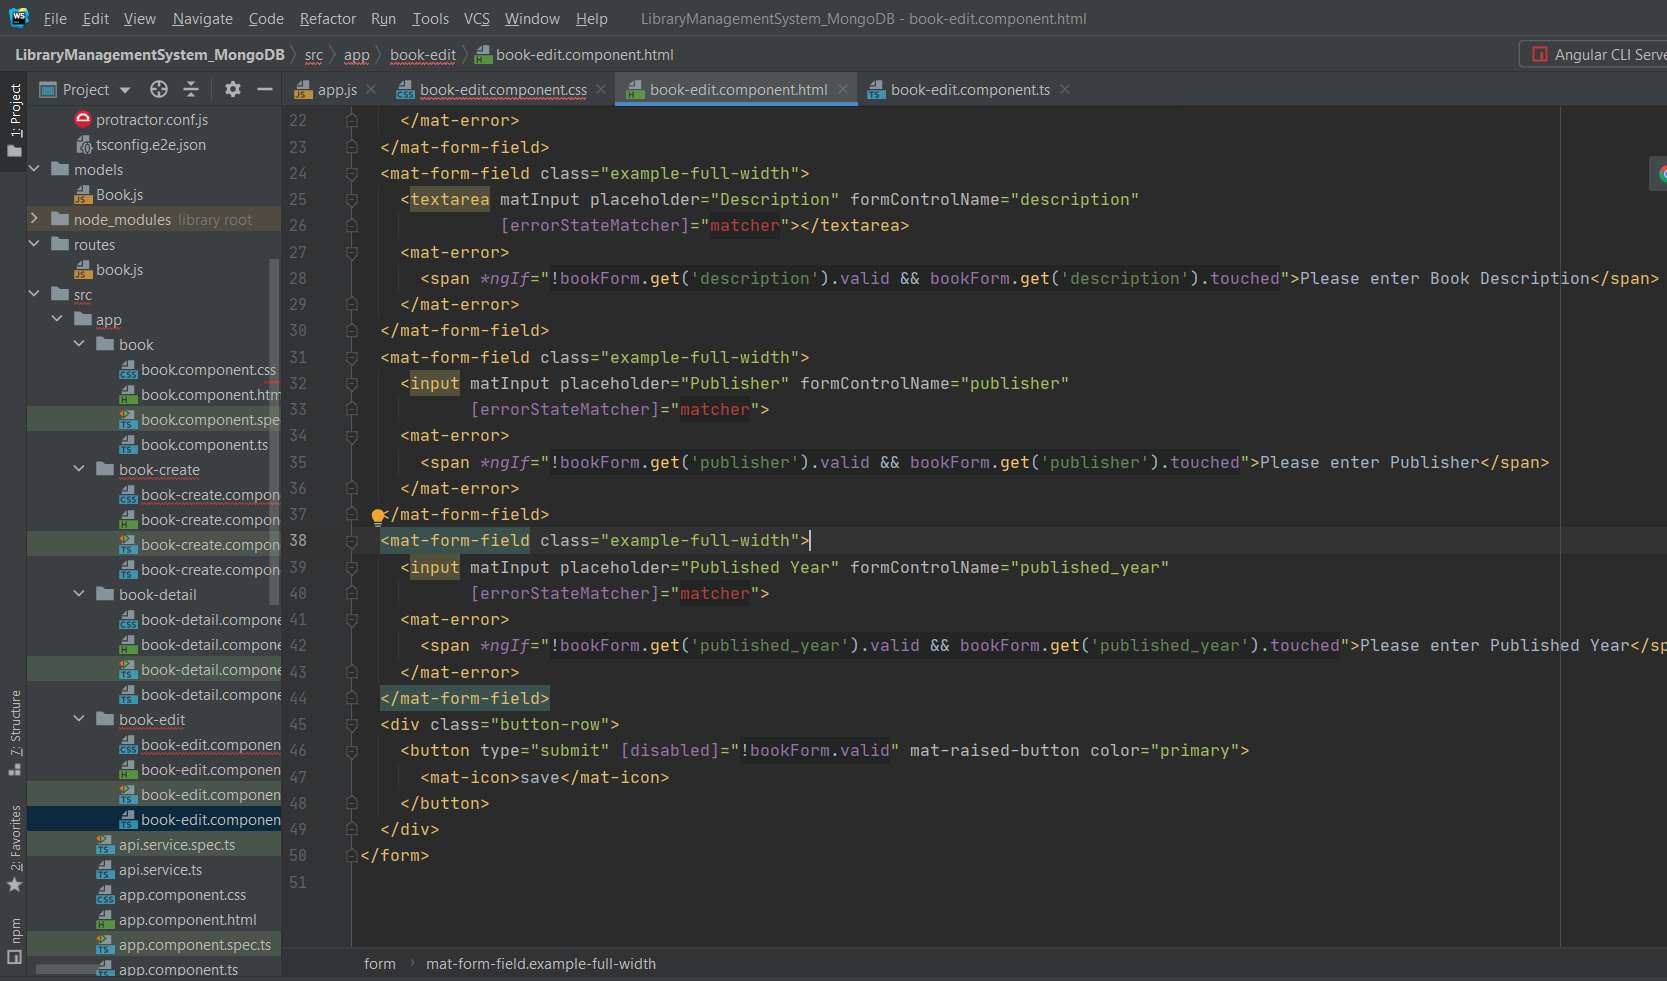 WS File Edit View Navigate Code Refactor Run Tools VCS Window Help LibraryManagementSystem_MongoDB - book-edit.component.html
LibraryManagementSystem_MongoDB src app book-edit book-edit.component.html Angular CLI Serve
1: Project
7: Structure
2: Favorites
npm
Project
protractor.conf.js
tsconfig.e2e.json
models
Book.js
node_modules library root
routes
book.js
src
app
book
book.component.css
book.component.htm
book.component.spe
book.component.ts
book-create
book-create.compon
book-create.compon
book-create.compon
book-create.compon
book-detail
book-detail.compone
book-detail.compone
book-detail.compone
book-detail.compone
book-edit
book-edit.component
book-edit.component
book-edit.component
book-edit.component
api.service.spec.ts
api.service.ts
app.component.css
app.component.html
app.component.spec.ts
app.component.ts
app.js book-edit.component.css book-edit.component.html book-edit.component.ts
22 </mat-error>
23 </mat-form-field>
24 <mat-form-field class="example-full-width">
25 <textarea matInput placeholder="Description" formControlName="description"
26 [errorStateMatcher]="matcher"></textarea>
27 <mat-error>
28 <span *ngIf="!bookForm.get('description').valid && bookForm.get('description').touched">Please enter Book Description</span>
29 </mat-error>
30 </mat-form-field>
31 <mat-form-field class="example-full-width">
32 <input matInput placeholder="Publisher" formControlName="publisher"
33 [errorStateMatcher]="matcher">
34 <mat-error>
35 <span *ngIf="!bookForm.get('publisher').valid && bookForm.get('publisher').touched">Please enter Publisher</span>
36 </mat-error>
37 </mat-form-field>
38 <mat-form-field class="example-full-width">
39 <input matInput placeholder="Published Year" formControlName="published_year"
40 [errorStateMatcher]="matcher">
41 <mat-error>
42 <span *ngIf="!bookForm.get('published_year').valid && bookForm.get('published_year').touched">Please enter Published Year</sp
43 </mat-error>
44 </mat-form-field>
45 <div class="button-row">
46 <button type="submit" [disabled]="!bookForm.valid" mat-raised-button color="primary">
47 <mat-icon>save</mat-icon>
48 </button>
49 </div>
50 </form>
51
form mat-form-field.example-full-width